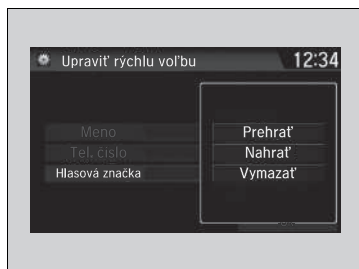 Upraviť rýchlu voľbu 12:34
Meno
Tel. číslo
Hlasová značka
Prehrať
Nahrať
Vymazať